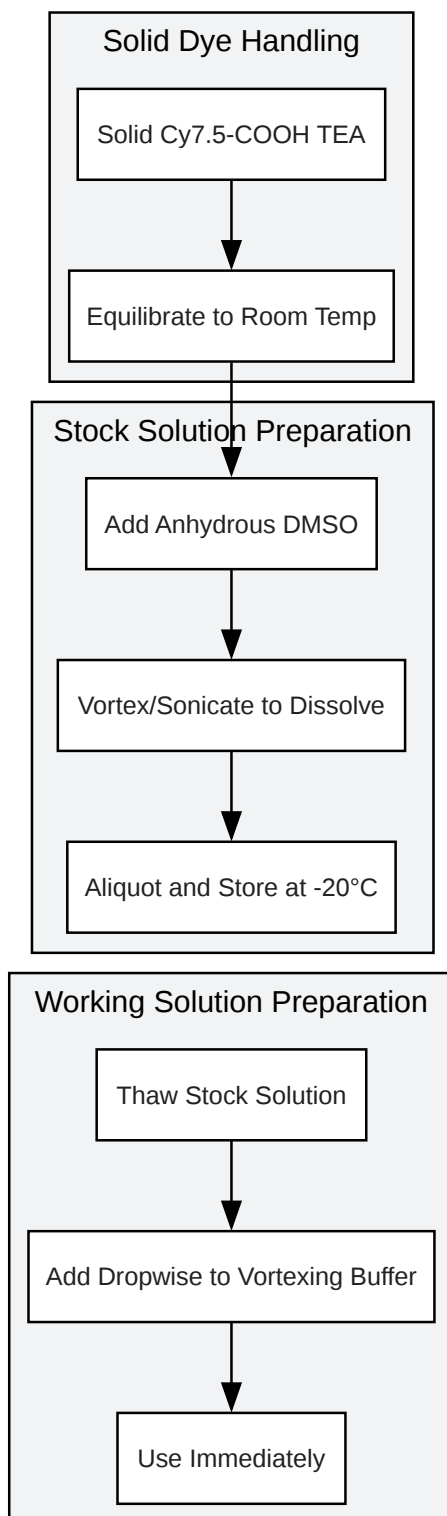 Solid Dye Handling
Solid Cy7.5-COOH TEA
Equilibrate to Room Temp
Stock Solution Preparation
Add Anhydrous DMSO
Vortex/Sonicate to Dissolve
Aliquot and Store at -20°C
Working Solution Preparation
Thaw Stock Solution
Add Dropwise to Vortexing Buffer
Use Immediately